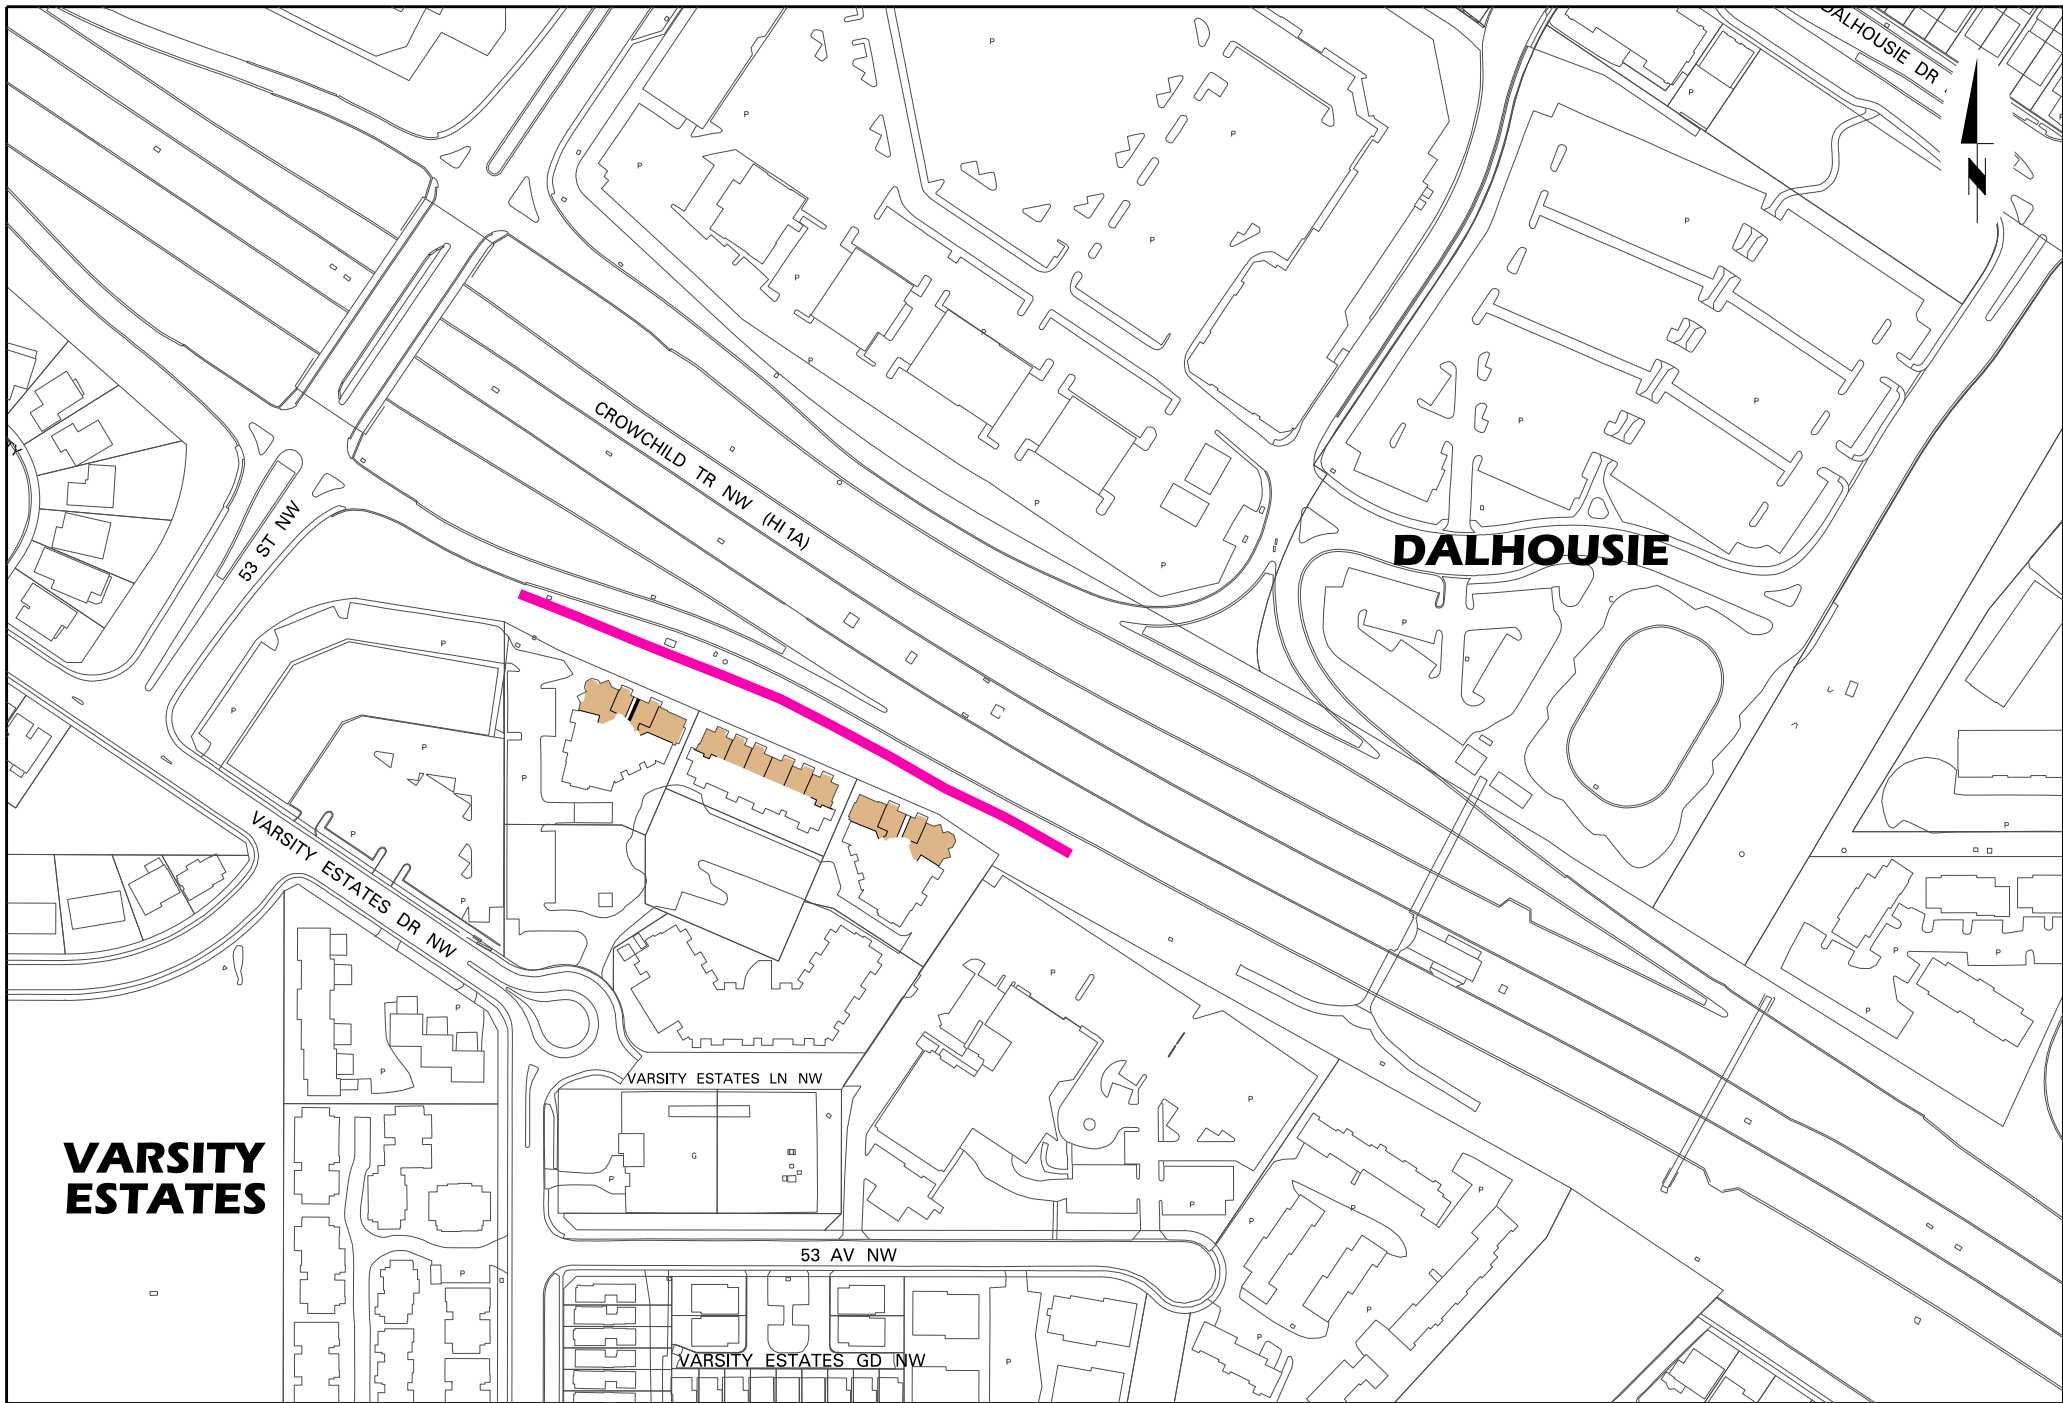 DALHOUSIE DR
N
CROWCHILD TR NW (HI 1A)
53 ST NW
DALHOUSIE
VARSITY ESTATES DR NW
VARSITY ESTATES LN NW
VARSITY
ESTATES
53 AV NW
VARSITY ESTATES GD NW